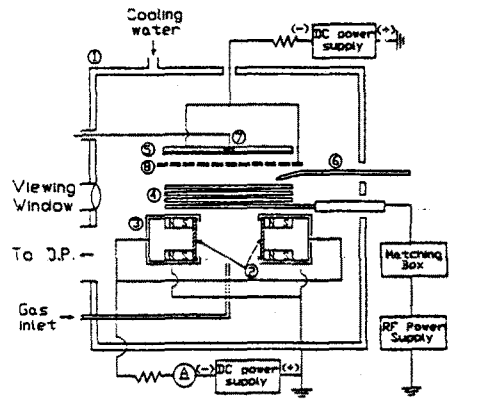 Cooling
water
(-)
DC power
supply
(+)
①
⑦
⑤
⑧
⑥
④
Viewing
Window
③
N S
N S
N S
N S
②
To D.P.
Matching
Box
Gas
inlet
RF Power
Supply
A
(-)
DC power
supply
(+)